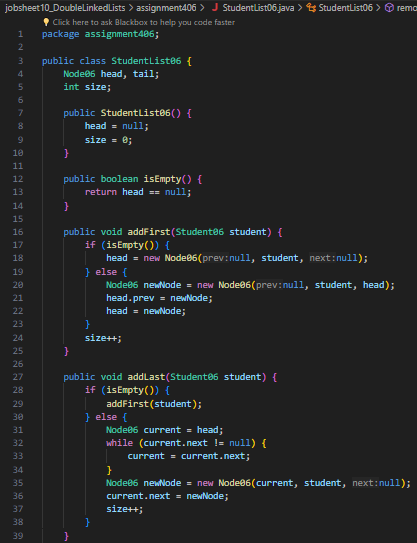 jobsheet10_DoubleLinkedLists > assignment406 > J StudentList06.java > StudentList06 >
Click here to ask Blackbox to help you code faster
1 package assignment406;
2
3 public class StudentList06 {
4     Node06 head, tail;
5     int size;
6
7     public StudentList06() {
8         head = null;
9         size = 0;
10     }
11
12     public boolean isEmpty() {
13         return head == null;
14     }
15
16     public void addFirst(Student06 student) {
17         if (isEmpty()) {
18             head = new Node06(prev:null, student, next:null);
19         } else {
20             Node06 newNode = new Node06(prev:null, student, head);
21             head.prev = newNode;
22             head = newNode;
23         }
24         size++;
25     }
26
27     public void addLast(Student06 student) {
28         if (isEmpty()) {
29             addFirst(student);
30         } else {
31             Node06 current = head;
32             while (current.next != null) {
33                 current = current.next;
34             }
35             Node06 newNode = new Node06(current, student, next:null);
36             current.next = newNode;
37             size++;
38         }
39     }